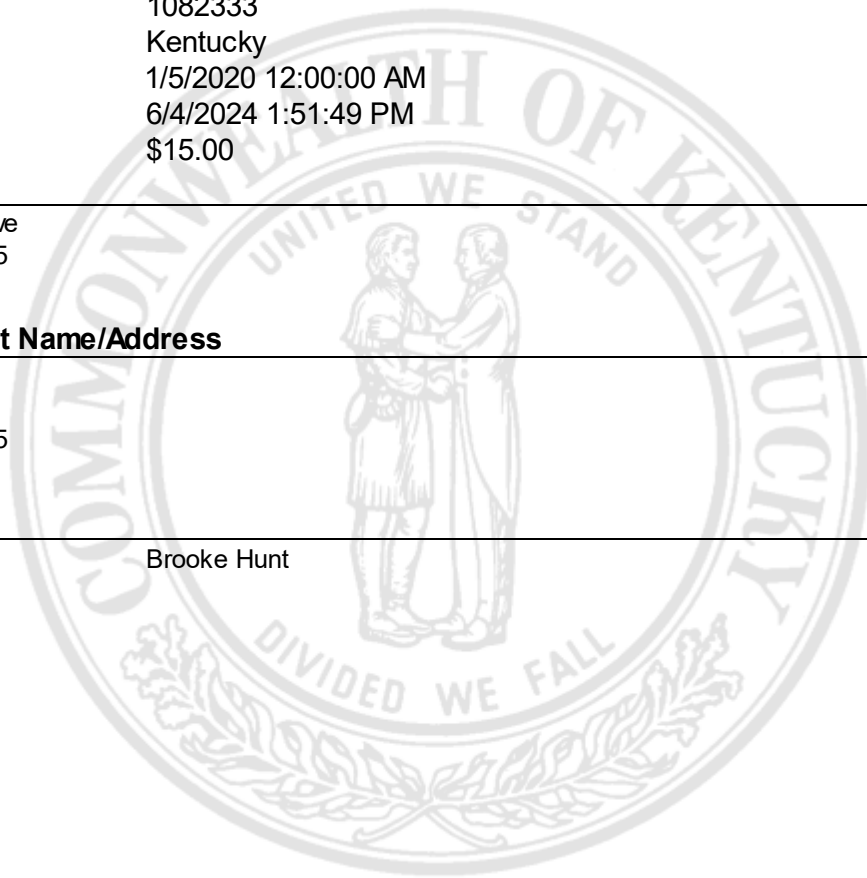 1082333
Kentucky
1/5/2020 12:00:00 AM
6/4/2024 1:51:49 PM
$15.00
ve
5
t Name/Address
5
Brooke Hunt
COMMONWEALTH OF KENTUCKY
UNITED WE STAND
DIVIDED WE FALL